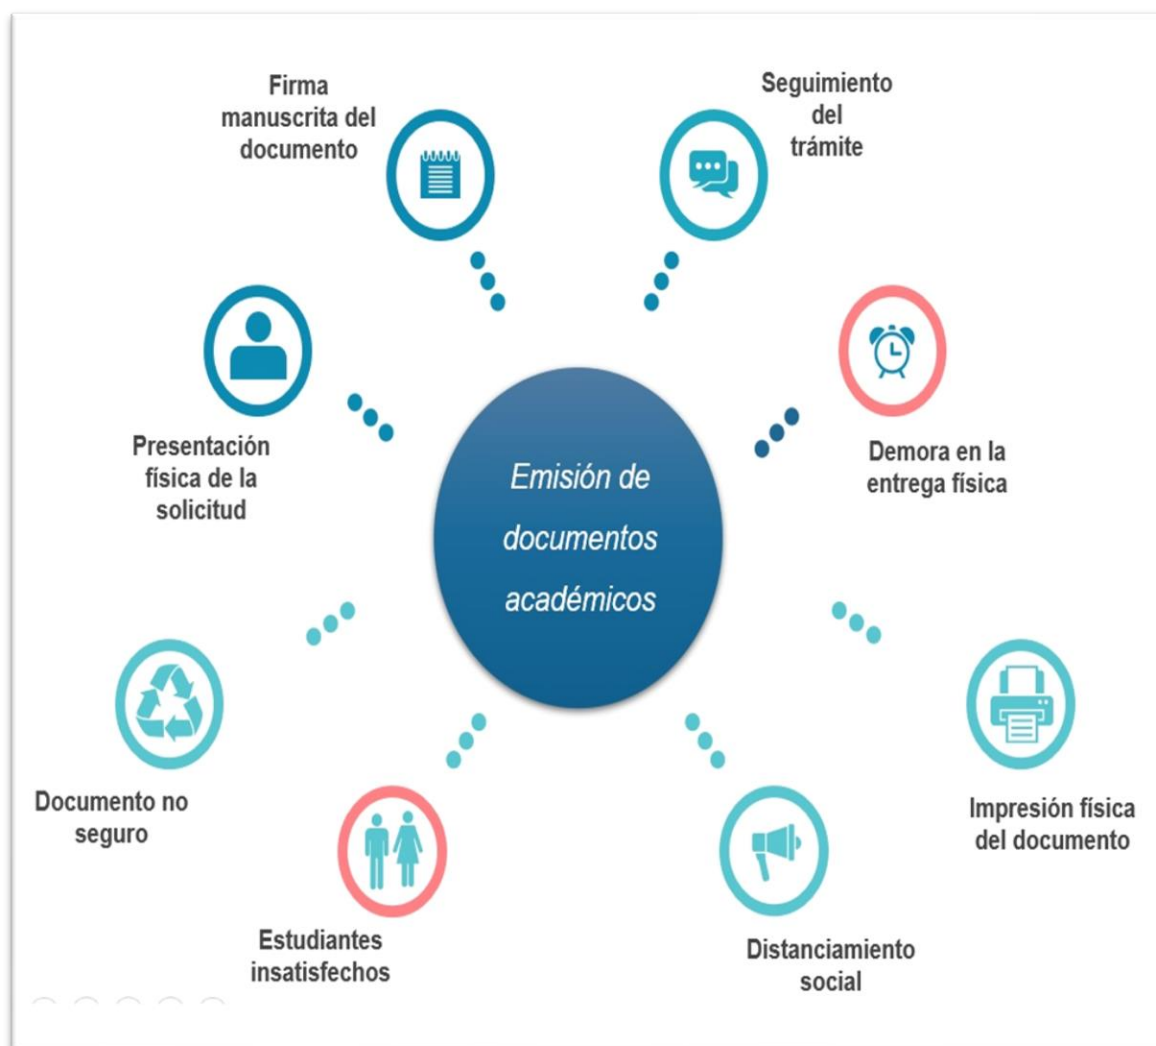 Firma
manuscrita del
documento
Seguimiento
del
trámite
Presentación
física de la
solicitud
Demora en la
entrega física
Emisión de
documentos
académicos
Documento no
seguro
Impresión física
del documento
Estudiantes
insatisfechos
Distanciamiento
social